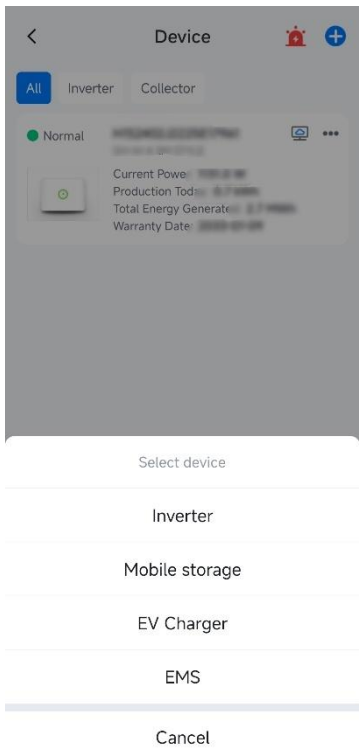 Device
All Inverter Collector
Normal
Current Powe
Production Tod
Total Energy Generate
Warranty Date
Select device
Inverter
Mobile storage
EV Charger
EMS
Cancel